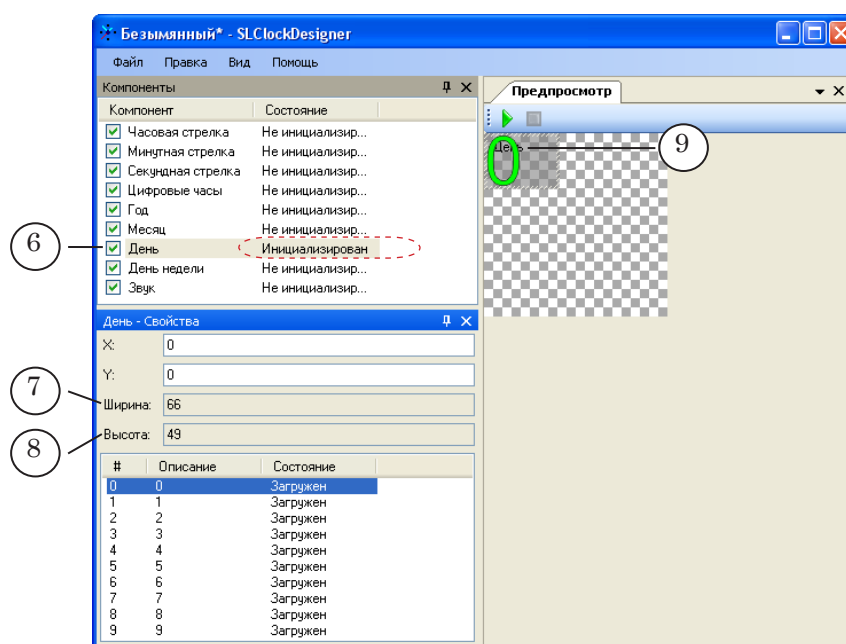 Безымянный* - SLClockDesigner
Файл Правка Вид Помощь
Компоненты
Компонент Состояние
Часовая стрелка Не инициализир...
Минутная стрелка Не инициализир...
Секундная стрелка Не инициализир...
Цифровые часы Не инициализир...
Год Не инициализир...
Месяц Не инициализир...
6 День Инициализирован
День недели Не инициализир...
Звук Не инициализир...
День - Свойства
X: 0
Y: 0
7 Ширина: 66
8 Высота: 49
# Описание Состояние
0 0 Загружен
1 1 Загружен
2 2 Загружен
3 3 Загружен
4 4 Загружен
5 5 Загружен
6 6 Загружен
7 7 Загружен
8 8 Загружен
9 9 Загружен
Предпросмотр
День 9
0